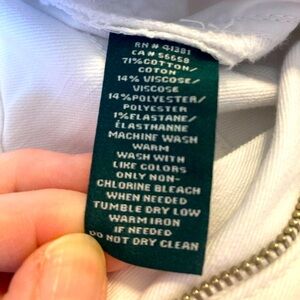 RN # 41381
CA # 56658
71% COTTON/
COTON
14% VISCOSE/
VISCOSE
14% POLYESTER/
POLYESTER
1% ELASTANE/
ÉLASTHANNE
MACHINE WASH
WARM
WASH WITH
LIKE COLORS
ONLY NON-
CHLORINE BLEACH
WHEN NEEDED
TUMBLE DRY LOW
WARM IRON
IF NEEDED
DO NOT DRY CLEAN